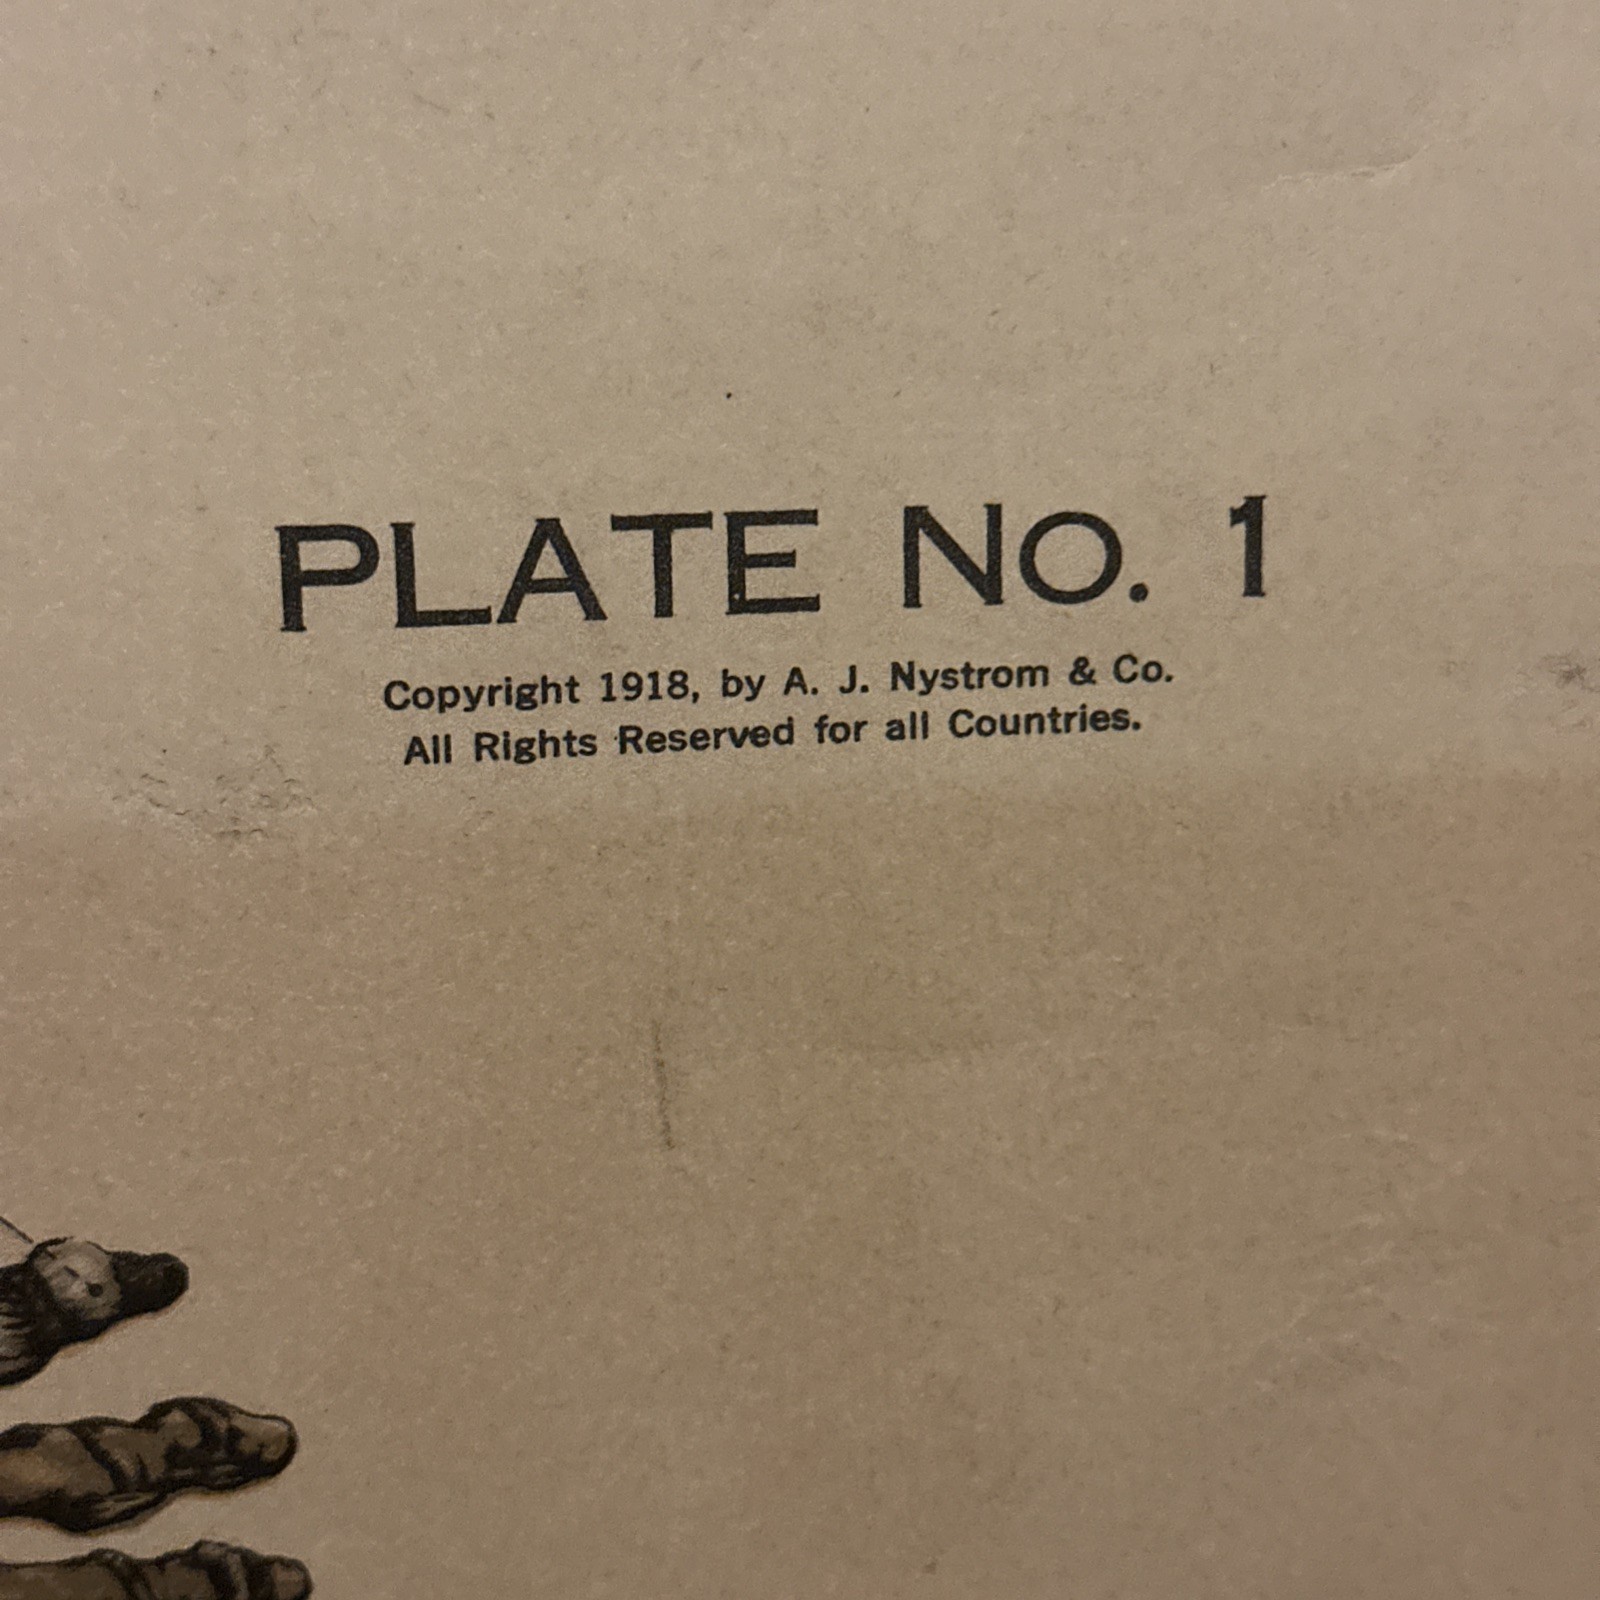 PLATE NO. 1
Copyright 1918, by A. J. Nystrom & Co.
All Rights Reserved for all Countries.